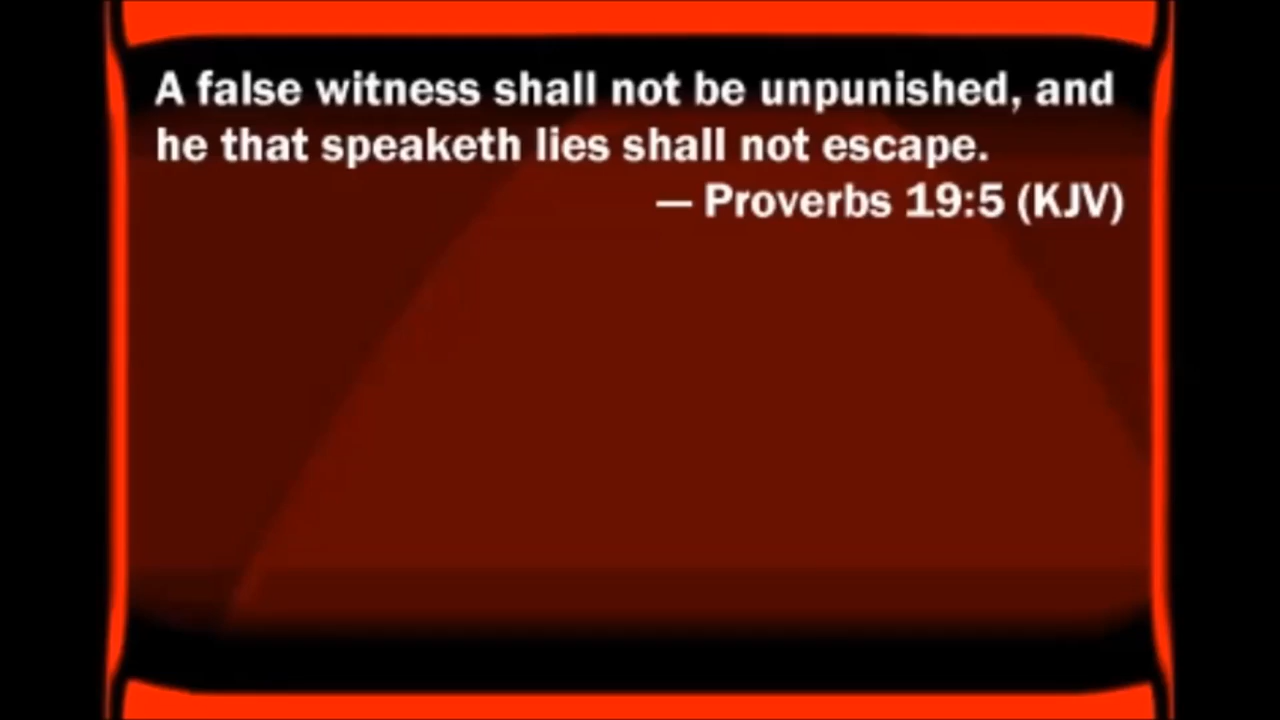 A false witness shall not be unpunished, and
he that speaketh lies shall not escape.
— Proverbs 19:5 (KJV)